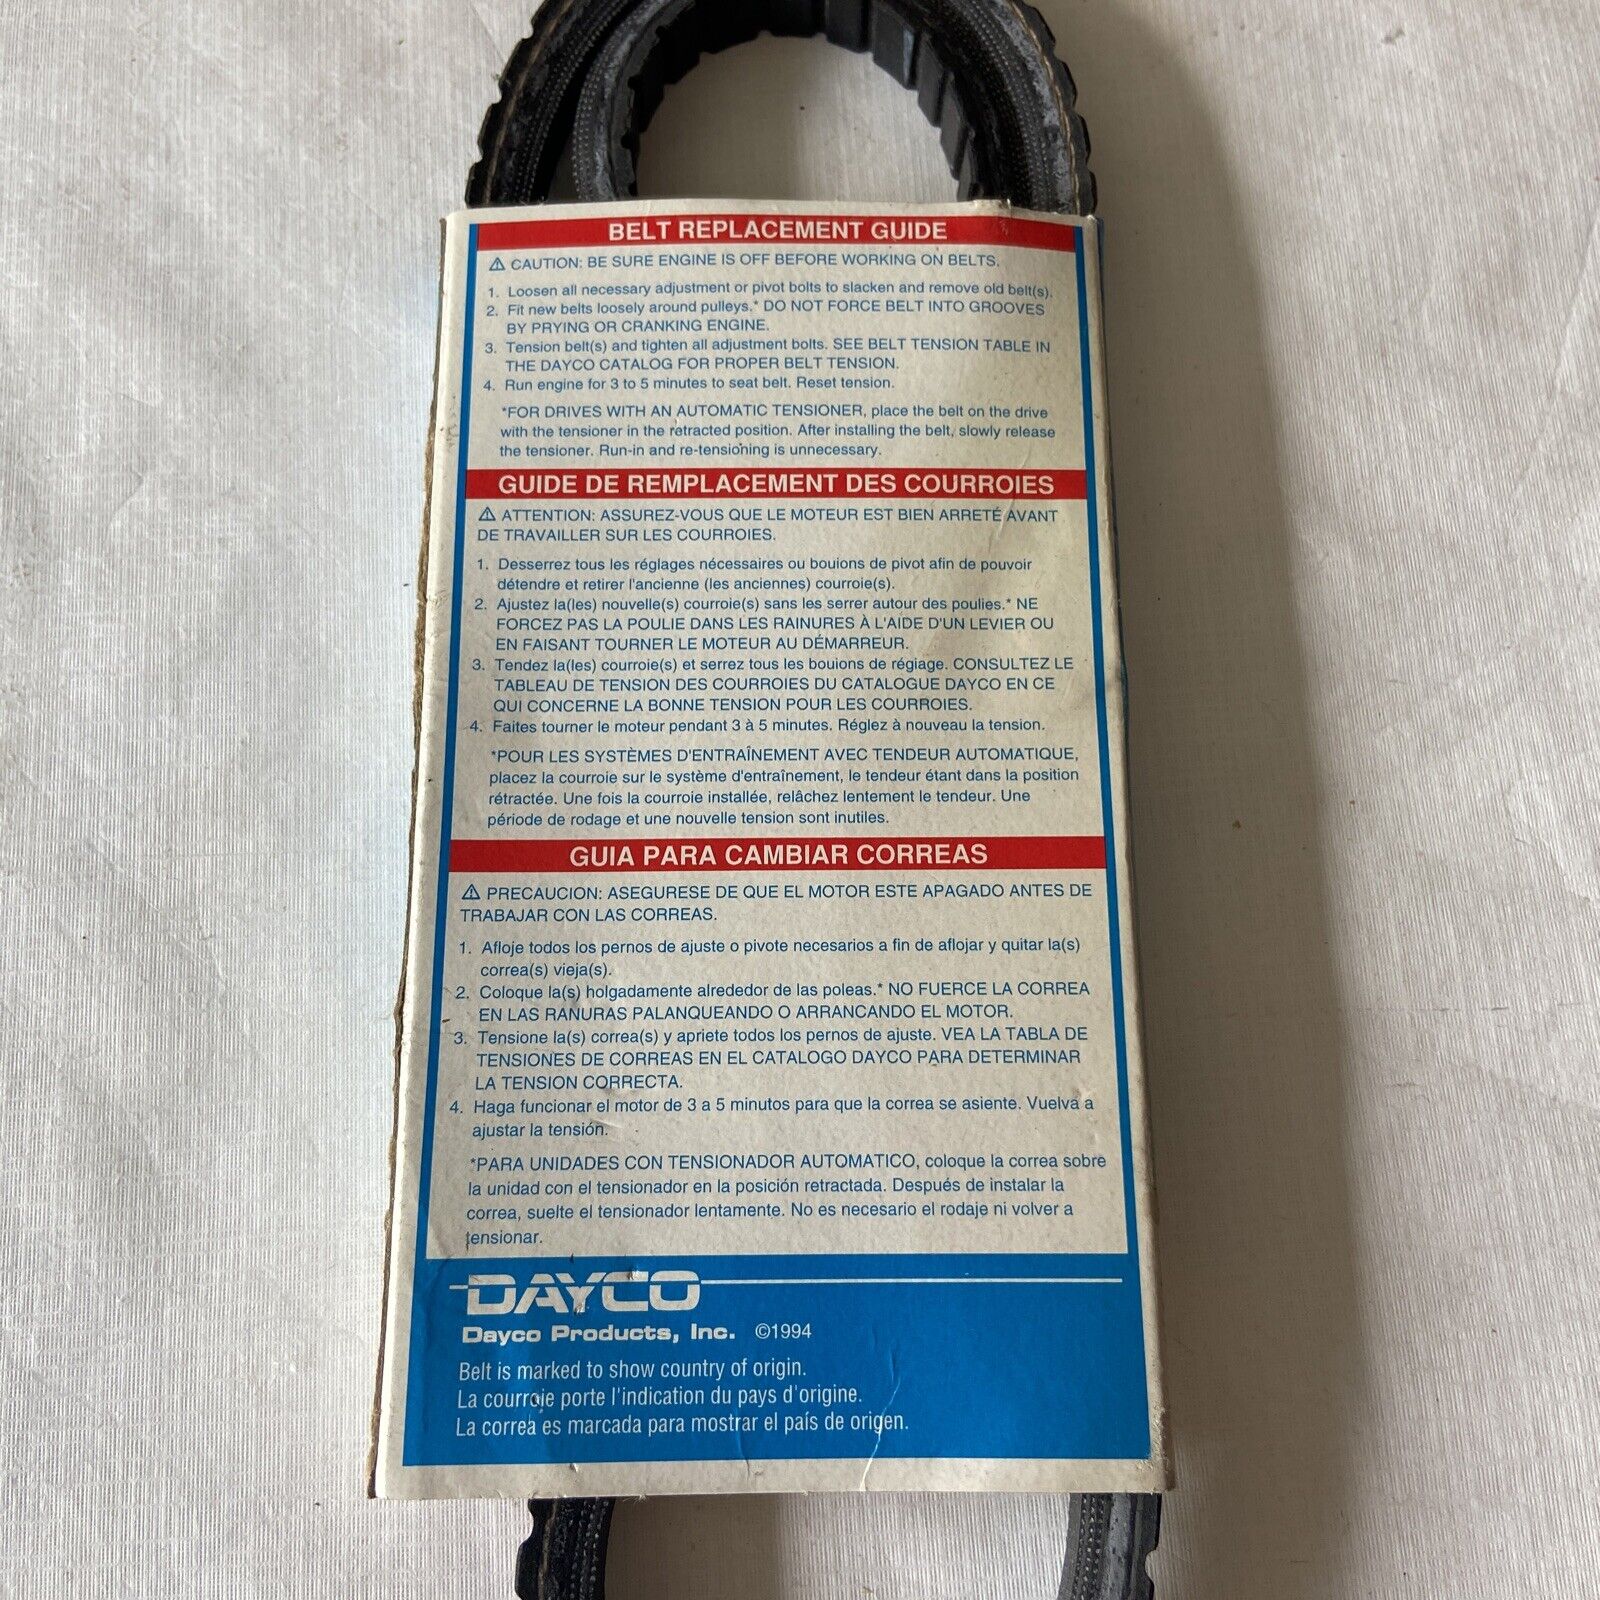 BELT REPLACEMENT GUIDE
⚠ CAUTION: BE SURE ENGINE IS OFF BEFORE WORKING ON BELTS.
1. Loosen all necessary adjustment or pivot bolts to slacken and remove old belt(s).
2. Fit new belts loosely around pulleys.* DO NOT FORCE BELT INTO GROOVES
BY PRYING OR CRANKING ENGINE.
3. Tension belt(s) and tighten all adjustment bolts. SEE BELT TENSION TABLE IN
THE DAYCO CATALOG FOR PROPER BELT TENSION.
4. Run engine for 3 to 5 minutes to seat belt. Reset tension.
*FOR DRIVES WITH AN AUTOMATIC TENSIONER, place the belt on the drive
with the tensioner in the retracted position. After installing the belt, slowly release
the tensioner. Run-in and re-tensioning is unnecessary.
GUIDE DE REMPLACEMENT DES COURROIES
⚠ ATTENTION: ASSUREZ-VOUS QUE LE MOTEUR EST BIEN ARRETÉ AVANT
DE TRAVAILLER SUR LES COURROIES.
1. Desserrez tous les réglages nécessaires ou bouions de pivot afin de pouvoir
détendre et retirer l'ancienne (les anciennes) courroie(s).
2. Ajustez la(les) nouvelle(s) courroie(s) sans les serrer autour des poulies.* NE
FORCEZ PAS LA POULIE DANS LES RAINURES À L'AIDE D'UN LEVIER OU
EN FAISANT TOURNER LE MOTEUR AU DÉMARREUR.
3. Tendez la(les) courroie(s) et serrez tous les bouions de réglage. CONSULTEZ LE
TABLEAU DE TENSION DES COURROIES DU CATALOGUE DAYCO EN CE
QUI CONCERNE LA BONNE TENSION POUR LES COURROIES.
4. Faites tourner le moteur pendant 3 à 5 minutes. Réglez à nouveau la tension.
*POUR LES SYSTÈMES D'ENTRAÎNEMENT AVEC TENDEUR AUTOMATIQUE,
placez la courroie sur le système d'entraînement, le tendeur étant dans la position
rétractée. Une fois la courroie installée, relâchez lentement le tendeur. Une
période de rodage et une nouvelle tension sont inutiles.
GUIA PARA CAMBIAR CORREAS
⚠ PRECAUCION: ASEGURESE DE QUE EL MOTOR ESTE APAGADO ANTES DE
TRABAJAR CON LAS CORREAS.
1. Afloje todos los pernos de ajuste o pivote necesarios a fin de aflojar y quitar la(s)
correa(s) vieja(s).
2. Coloque la(s) holgadamente alrededor de las poleas.* NO FUERCE LA CORREA
EN LAS RANURAS PALANQUEANDO O ARRANCANDO EL MOTOR.
3. Tensione la(s) correa(s) y apriete todos los pernos de ajuste. VEA LA TABLA DE
TENSIONES DE CORREAS EN EL CATALOGO DAYCO PARA DETERMINAR
LA TENSION CORRECTA.
4. Haga funcionar el motor de 3 a 5 minutos para que la correa se asiente. Vuelva a
ajustar la tensión.
*PARA UNIDADES CON TENSIONADOR AUTOMATICO, coloque la correa sobre
la unidad con el tensionador en la posición retractada. Después de instalar la
correa, suelte el tensionador lentamente. No es necesario el rodaje ni volver a
tensionar.
DAYCO
Dayco Products, Inc. ©1994
Belt is marked to show country of origin.
La courroie porte l'indication du pays d'origine.
La correa es marcada para mostrar el país de origen.